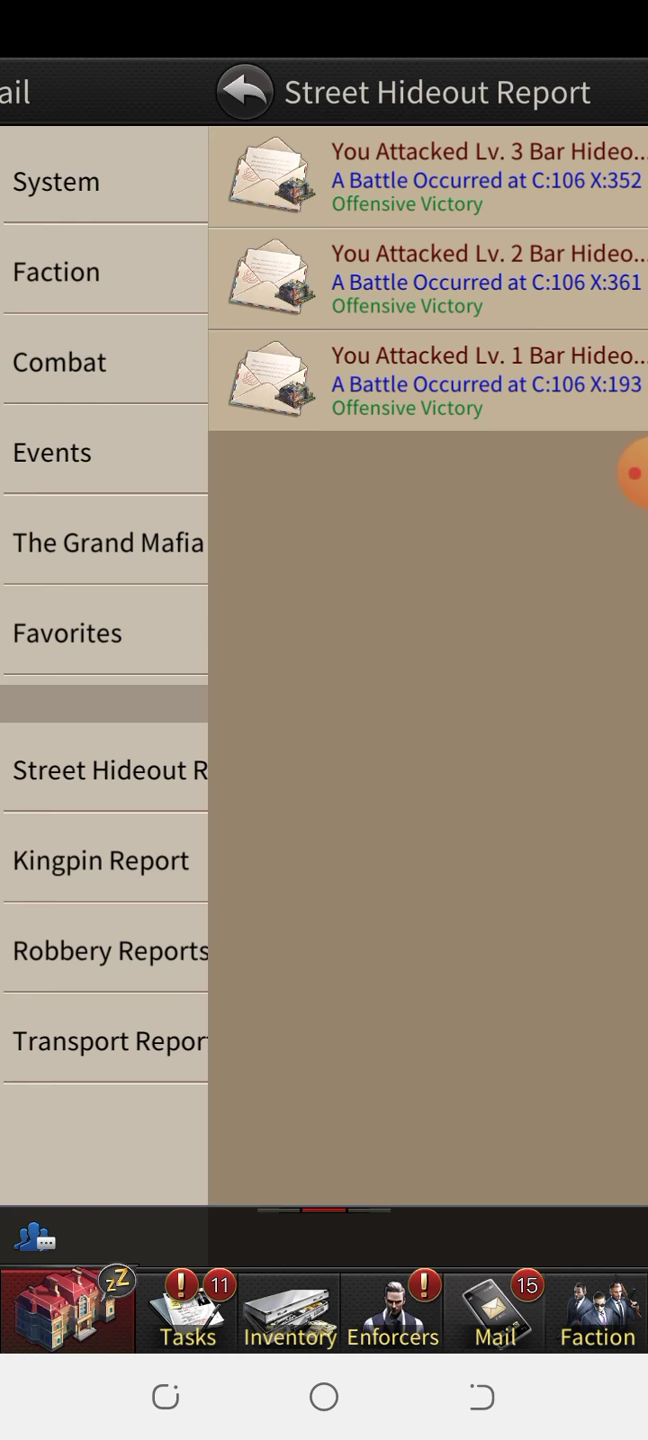 ail
Street Hideout Report
System
Faction
Combat
Events
The Grand Mafia
Favorites
Street Hideout R
Kingpin Report
Robbery Reports
Transport Repor
You Attacked Lv. 3 Bar Hideo...
A Battle Occurred at C:106 X:352
Offensive Victory
You Attacked Lv. 2 Bar Hideo...
A Battle Occurred at C:106 X:361
Offensive Victory
You Attacked Lv. 1 Bar Hideo...
A Battle Occurred at C:106 X:193
Offensive Victory
zZ
! 11
!
15
Tasks
Inventory
Enforcers
Mail
Faction